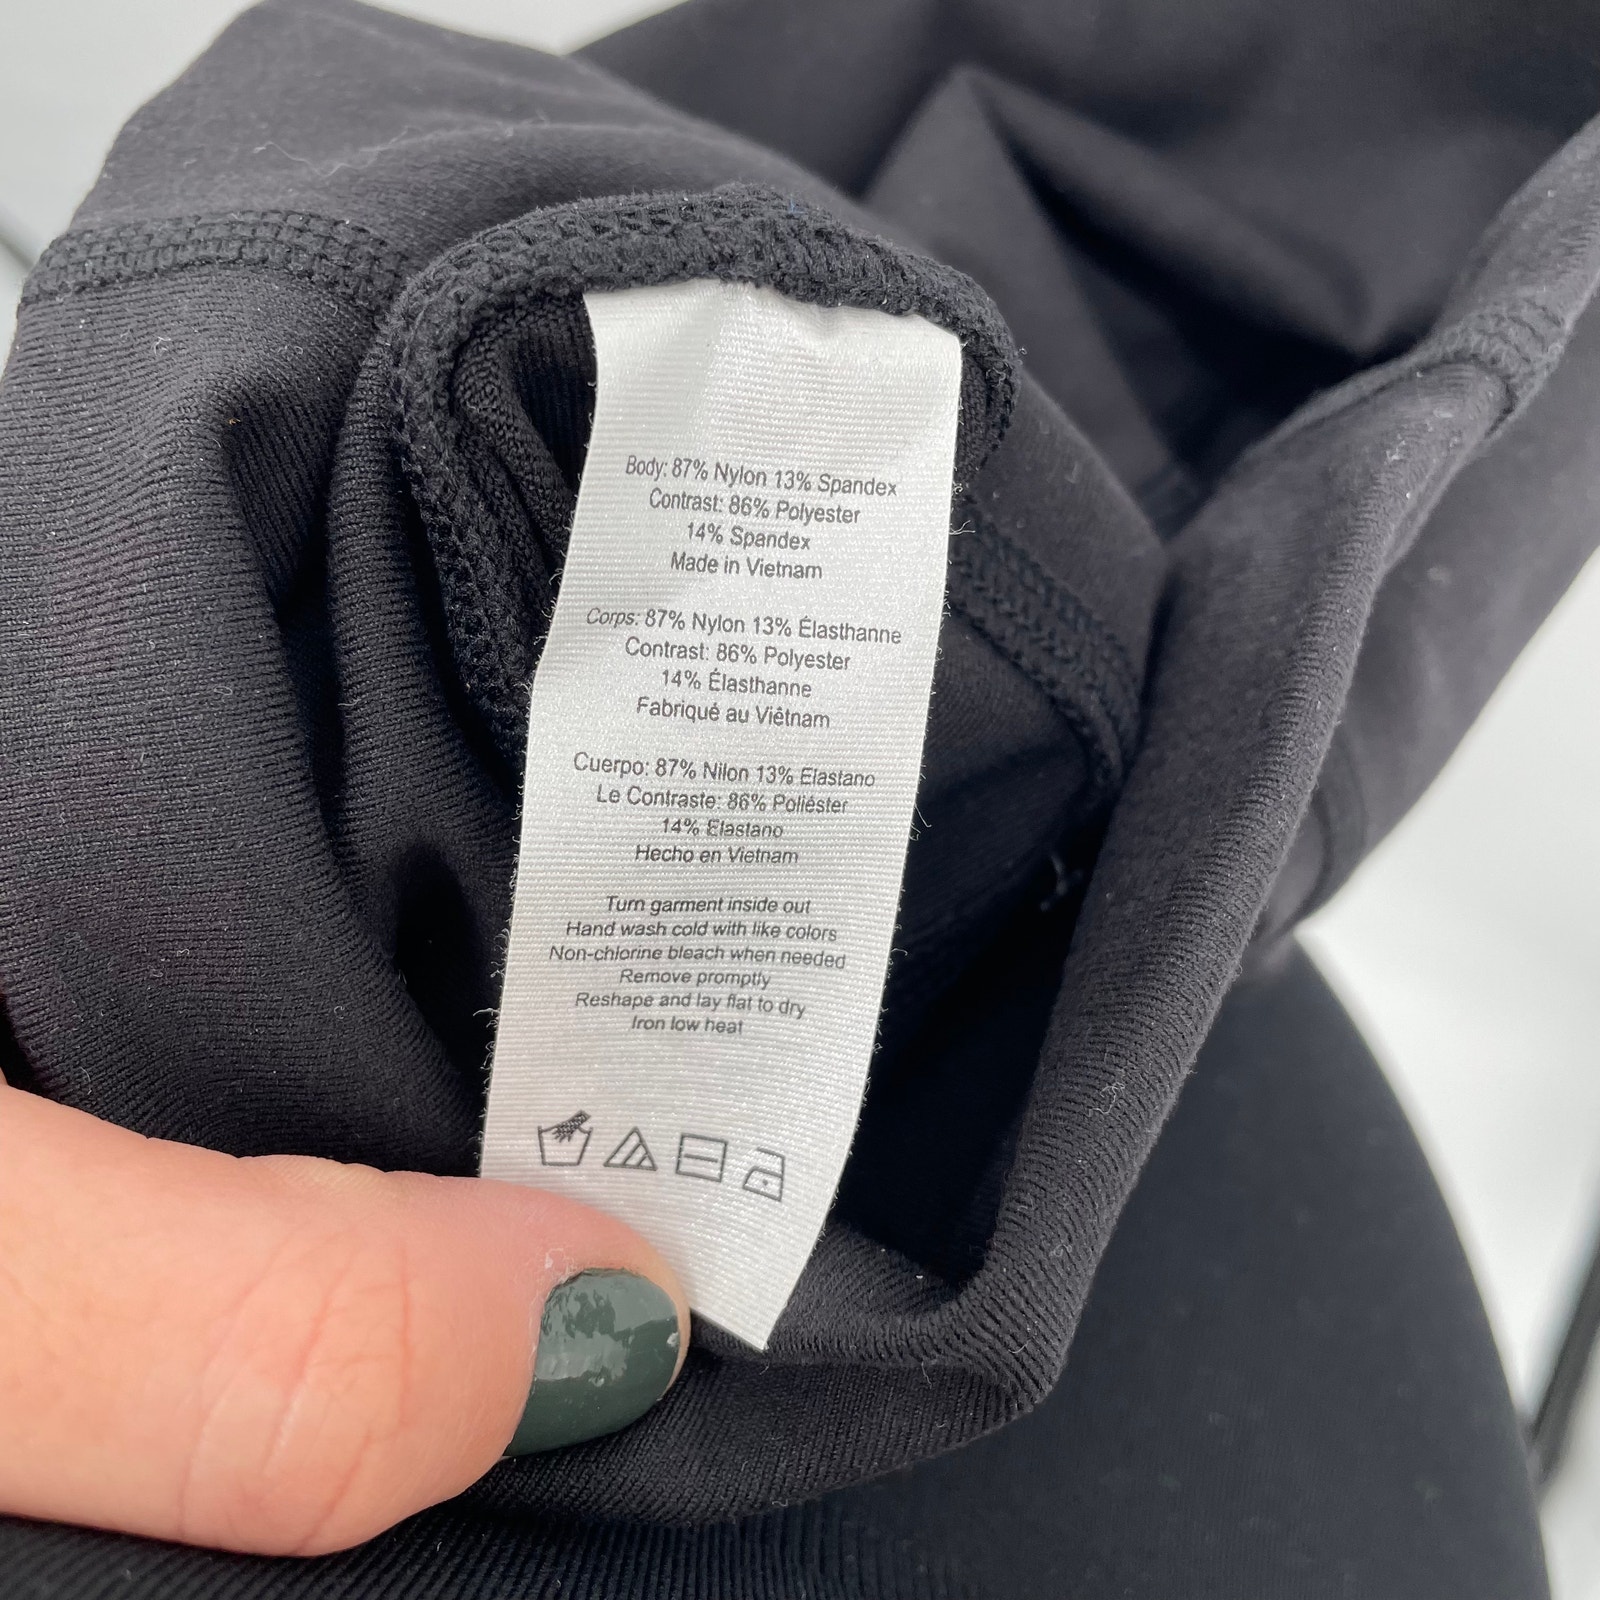 Body: 87% Nylon 13% Spandex
Contrast: 86% Polyester
14% Spandex
Made in Vietnam
Corps: 87% Nylon 13% Élasthanne
Contrast: 86% Polyester
14% Élasthanne
Fabriqué au Viêtnam
Cuerpo: 87% Nilon 13% Elastano
Le Contraste: 86% Poliéster
14% Elastano
Hecho en Vietnam
Turn garment inside out
Hand wash cold with like colors
Non-chlorine bleach when needed
Remove promptly
Reshape and lay flat to dry
Iron low heat